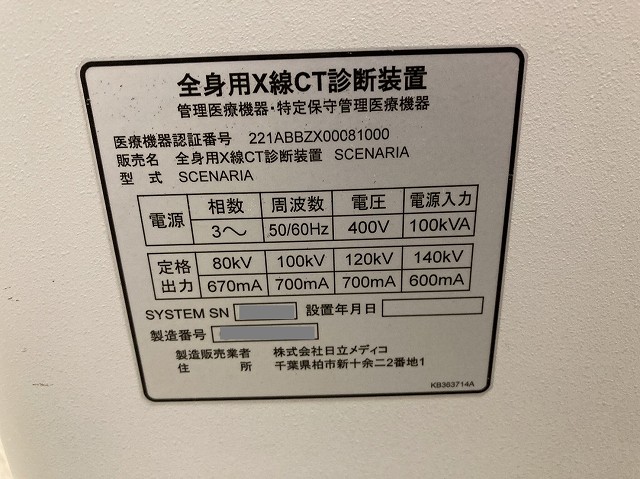 全身用X線CT診断装置
管理医療機器・特定保守管理医療機器
医療機器認証番号 221ABBZX00081000
販売名 全身用X線CT診断装置 SCENARIA
型 式 SCENARIA
電源 相数 周波数 電圧 電源入力
3〜 50/60Hz 400V 100kVA
定格 80kV 100kV 120kV 140kV
出力 670mA 700mA 700mA 600mA
SYSTEM SN 設置年月日
製造番号
製造販売業者 株式会社日立メディコ
住 所 千葉県柏市新十余二2番地1
KB363714A